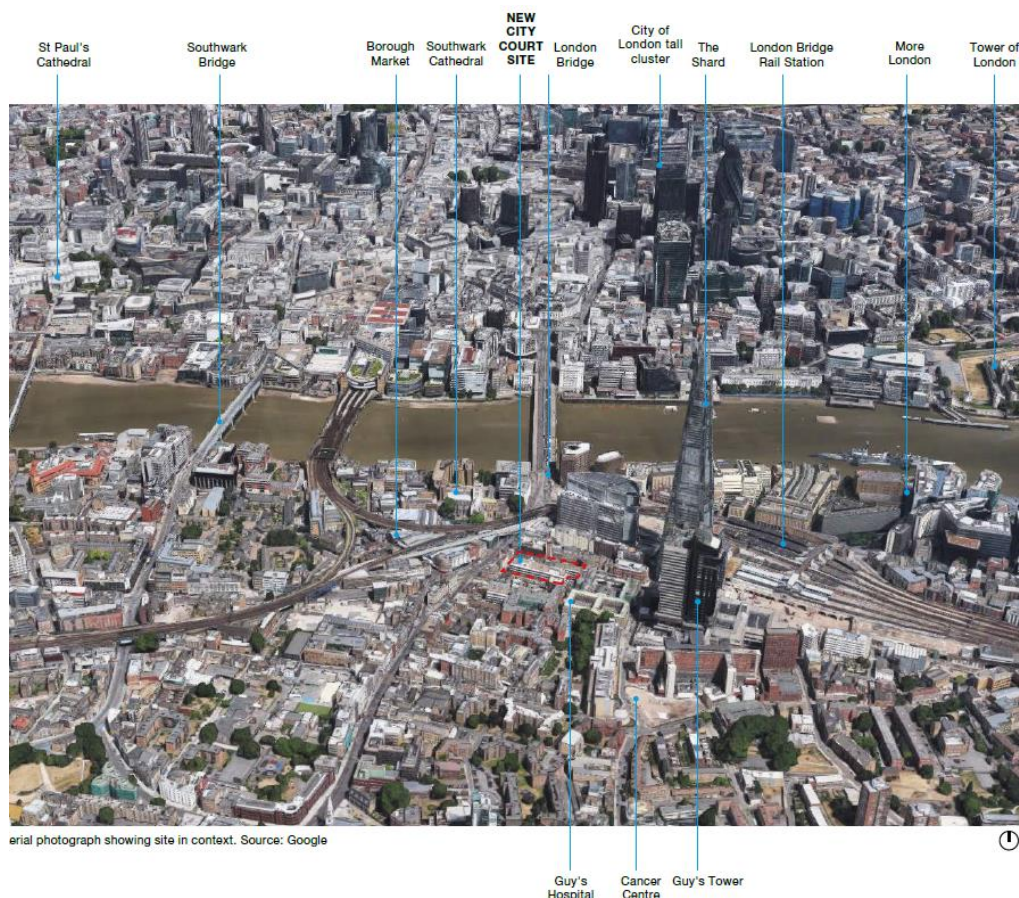 St Paul's
Cathedral
Southwark
Bridge
Borough
Market
Southwark
Cathedral
NEW
CITY
COURT
SITE
London
Bridge
City of
London tall
cluster
The
Shard
London Bridge
Rail Station
More
London
Tower of
London
erial photograph showing site in context. Source: Google
Guy's
Hospital
Cancer
Centre
Guy's Tower